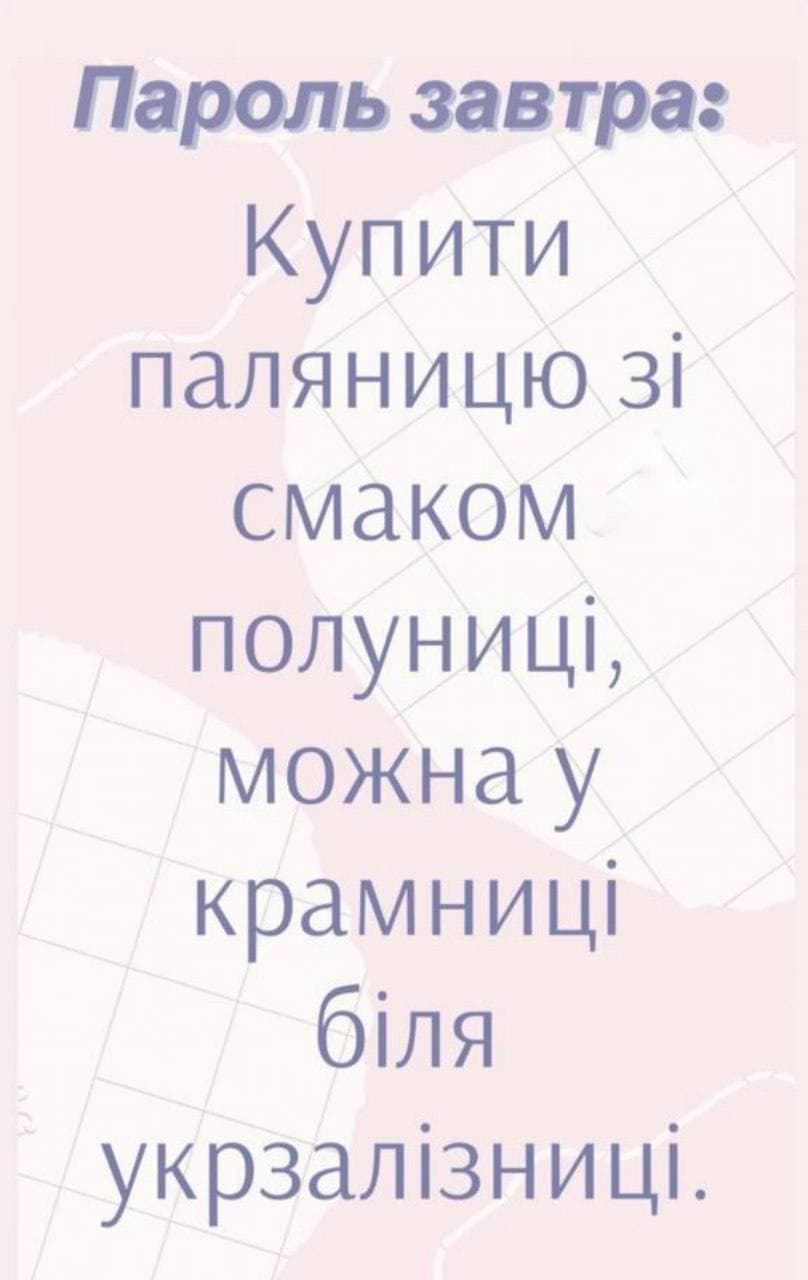 Пароль завтра:
Купити
паляницю зі
смаком
полуниці,
можна у
крамниці
біля
укрзалізниці.